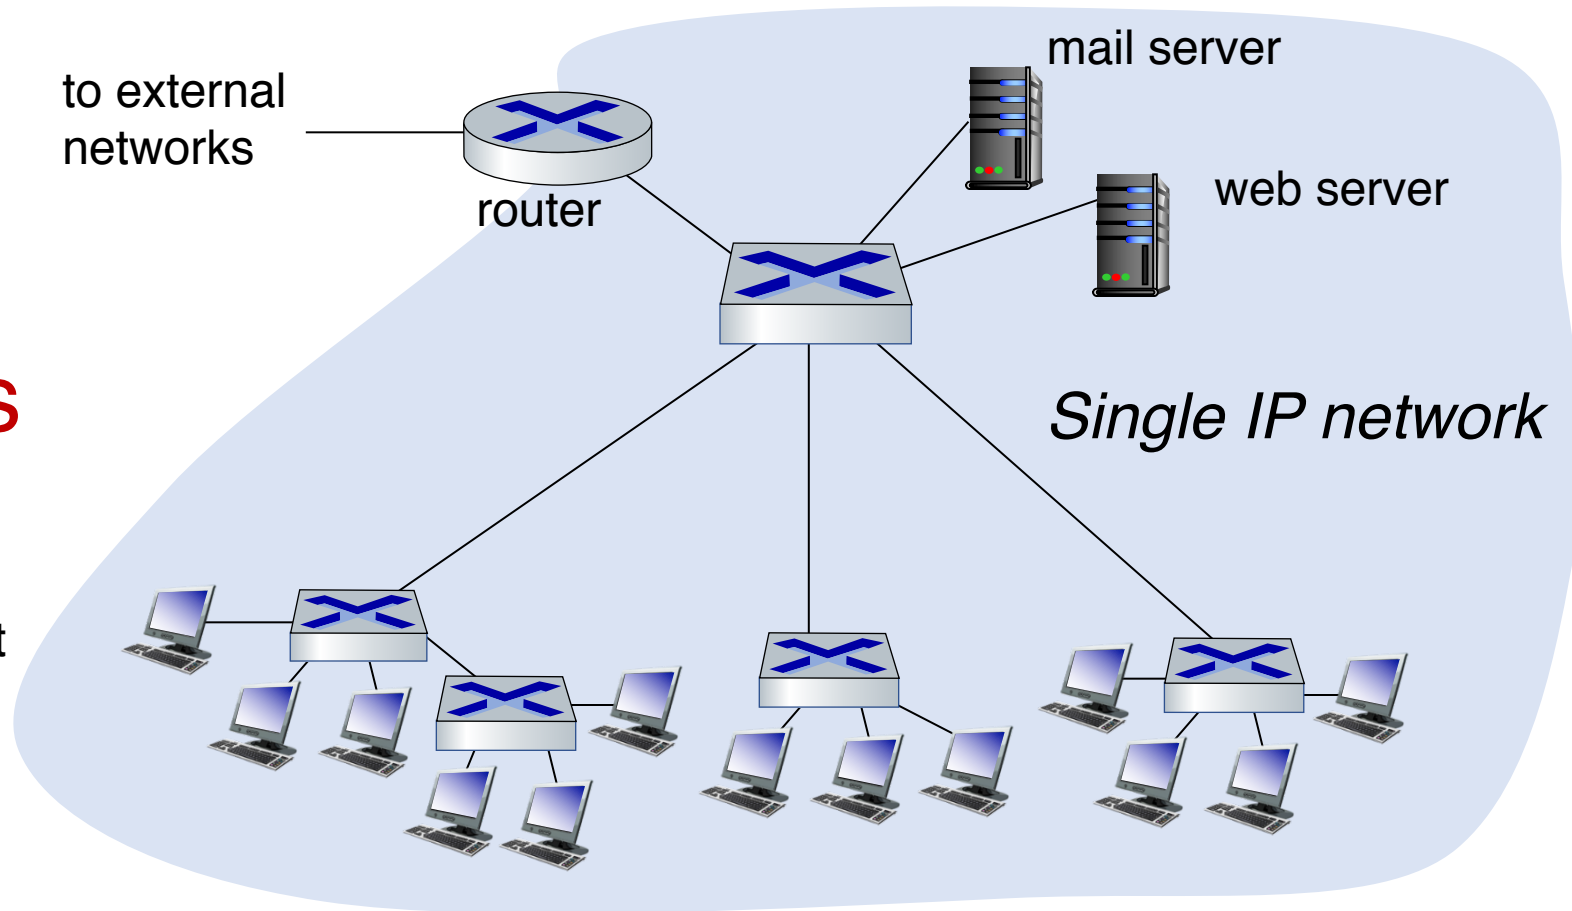 mail server
to external
networks
web server
router
s
Single IP network
t